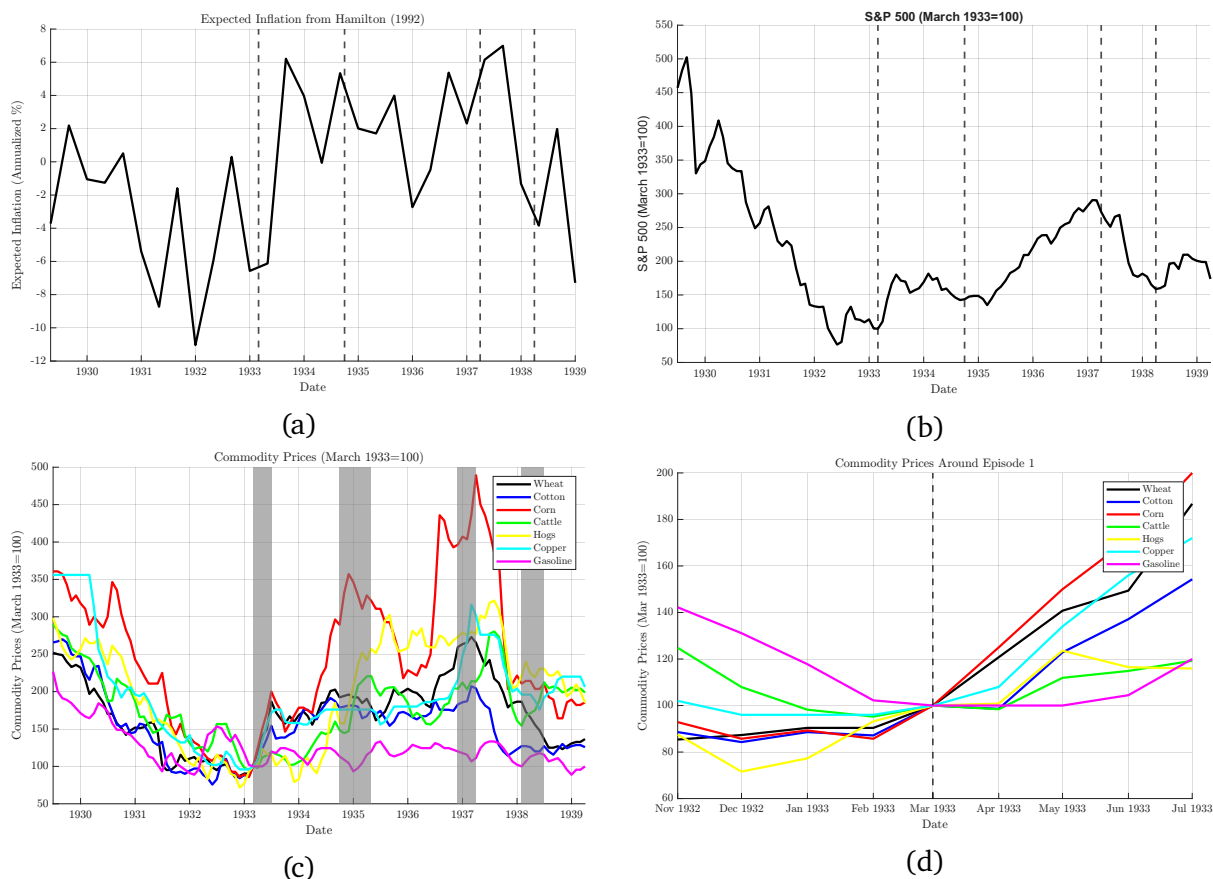 Expected Inflation from Hamilton (1992)
Expected Inflation (Annualized %)
8
6
4
2
0
-2
-4
-6
-8
-10
-12
1930 1931 1932 1933 1934 1935 1936 1937 1938 1939
Date
(a)
S&P 500 (March 1933=100)
S&P 500 (March 1933=100)
550
500
450
400
350
300
250
200
150
100
50
1930 1931 1932 1933 1934 1935 1936 1937 1938 1939
Date
(b)
Commodity Prices (March 1933=100)
Commodity Prices (March 1933=100)
500
450
400
350
300
250
200
150
100
50
Wheat
Cotton
Corn
Cattle
Hogs
Copper
Gasoline
1930 1931 1932 1933 1934 1935 1936 1937 1938 1939
Date
(c)
Commodity Prices Around Episode 1
Commodity Prices (Mar 1933=100)
200
180
160
140
120
100
80
60
Wheat
Cotton
Corn
Cattle
Hogs
Copper
Gasoline
Nov 1932 Dec 1932 Jan 1933 Feb 1933 Mar 1933 Apr 1933 May 1933 Jun 1933 Jul 1933
Date
(d)